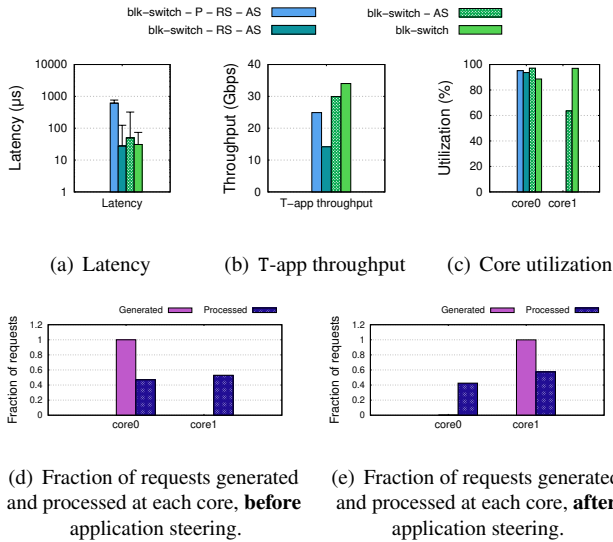 blk−switch − P − RS − AS
blk−switch − AS
blk−switch − RS − AS
blk−switch
Latency (µs)
10000
1000
100
10
1
Latency
Throughput (Gbps)
40
30
20
10
0
T−app throughput
Utilization (%)
100
80
60
40
20
0
core0 core1
(a) Latency
(b) T-app throughput
(c) Core utilization
Generated Processed
Fraction of requests
1.2
1
0.8
0.6
0.4
0.2
0
core0 core1
Generated Processed
Fraction of requests
1.2
1
0.8
0.6
0.4
0.2
0
core0 core1
(d) Fraction of requests generated
and processed at each core, before
application steering.
(e) Fraction of requests generated
and processed at each core, after
application steering.